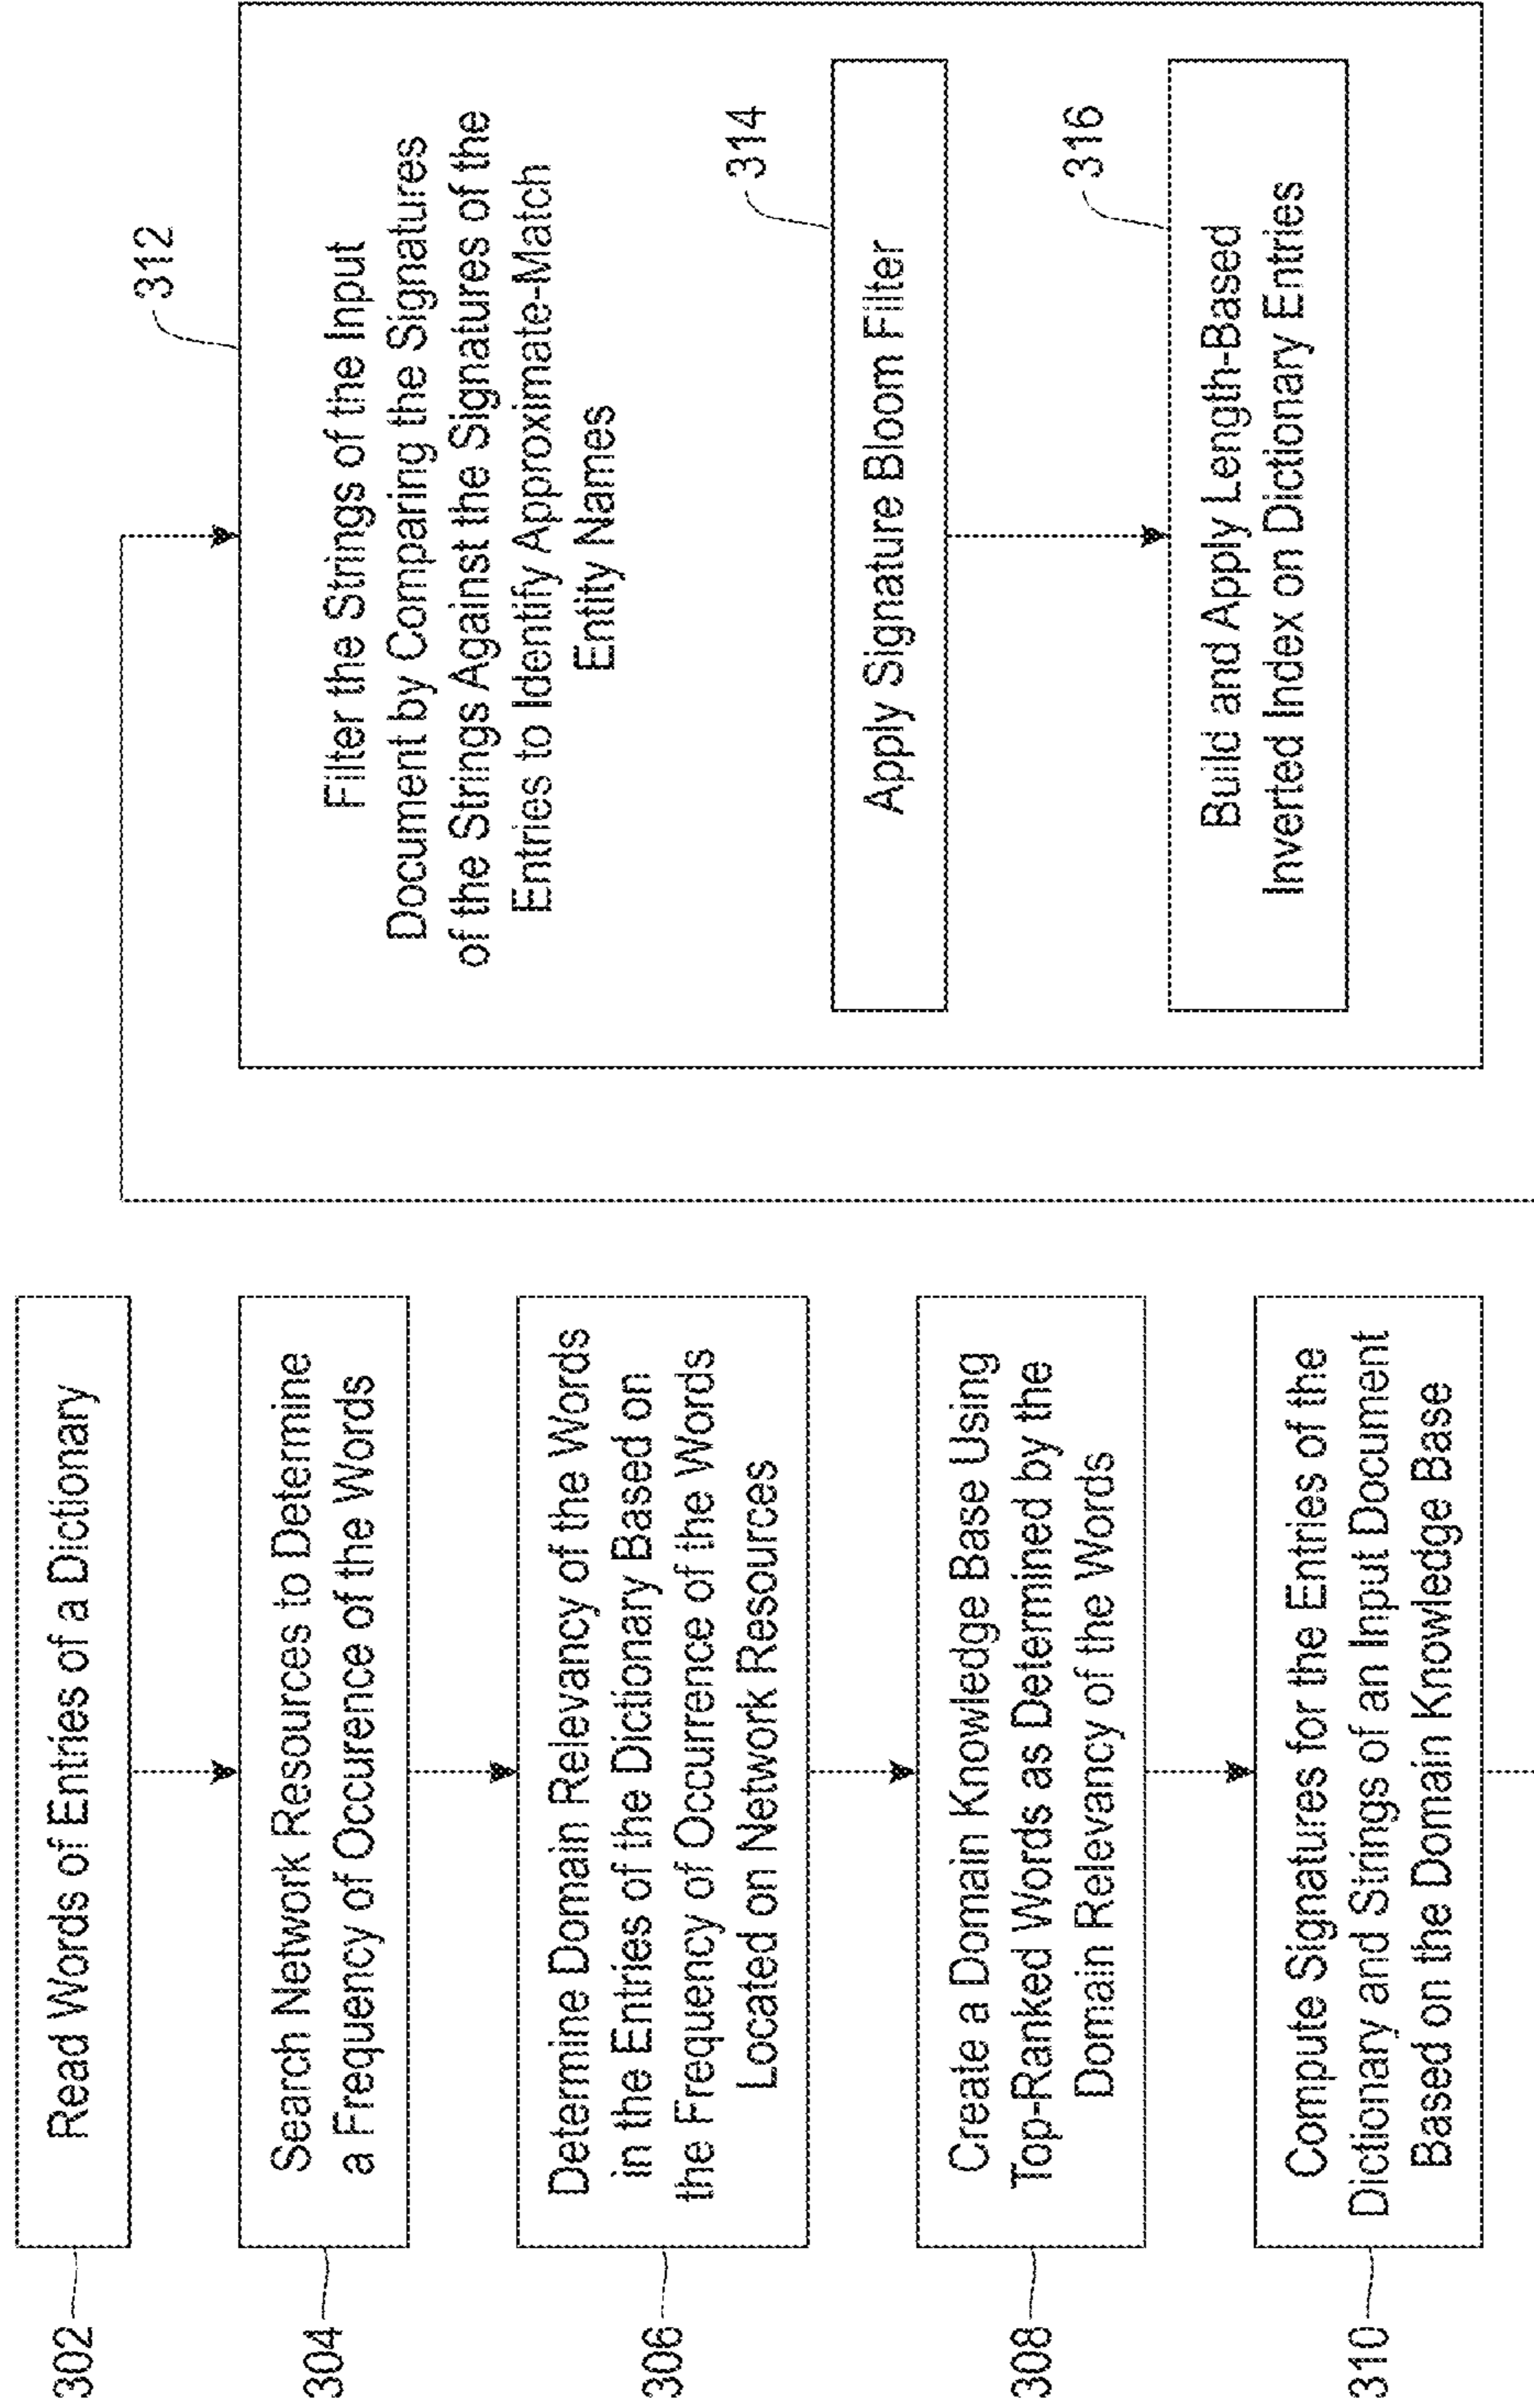 302
Read Words of Entries of a Dictionary
304
Search Network Resources to Determine
a Frequency of Occurence of the Words
306
Determine Domain Relevancy of the Words
in the Entries of the Dictionary Based on
the Frequency of Occurrence of the Words
Located on Network Resources
308
Create a Domain Knowledge Base Using
Top-Ranked Words as Determined by the
Domain Relevancy of the Words
310
Compute Signatures for the Entries of the
Dictionary and Strings of an Input Document
Based on the Domain Knowledge Base
312
Filter the Strings of the Input
Document by Comparing the Signatures
of the Strings Against the Signatures of the
Entries to Identify Approximate-Match
Entity Names
314
Apply Signature Bloom Filter
316
Build and Apply Length-Based
Inverted Index on Dictionary Entries